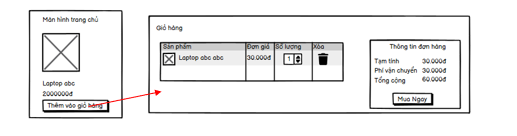 Màn hình trang chủ
Laptop abc
2000000đ
Thêm vào giỏ hàng
Giỏ hàng
Sản phẩm Đơn giá Số lượng Xóa
Laptop abc abc 30.000đ 1
Thông tin đơn hàng
Tạm tính 30.000đ
Phí vận chuyển 30.000đ
Tổng cộng 60.000đ
Mua Ngay